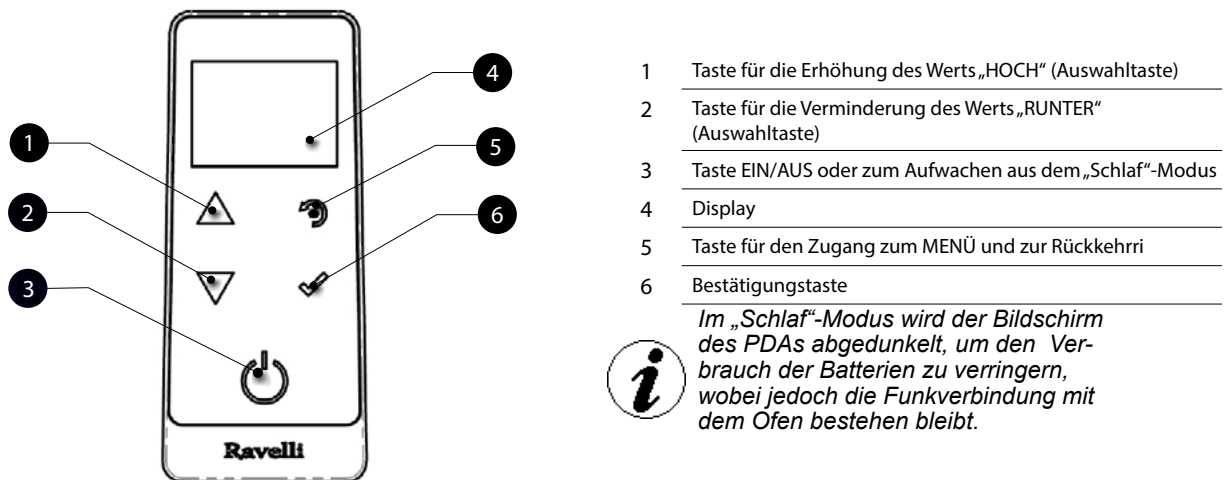 4
1
5
2
6
3
Ravelli
1 Taste für die Erhöhung des Werts „HOCH“ (Auswahltaste)
2 Taste für die Verminderung des Werts „RUNTER“
(Auswahltaste)
3 Taste EIN/AUS oder zum Aufwachen aus dem „Schlaf“-Modus
4 Display
5 Taste für den Zugang zum MENÜ und zur Rückkehrri
6 Bestätigungstaste
i
Im „Schlaf“-Modus wird der Bildschirm
des PDAs abgedunkelt, um den Ver-
brauch der Batterien zu verringern,
wobei jedoch die Funkverbindung mit
dem Ofen bestehen bleibt.